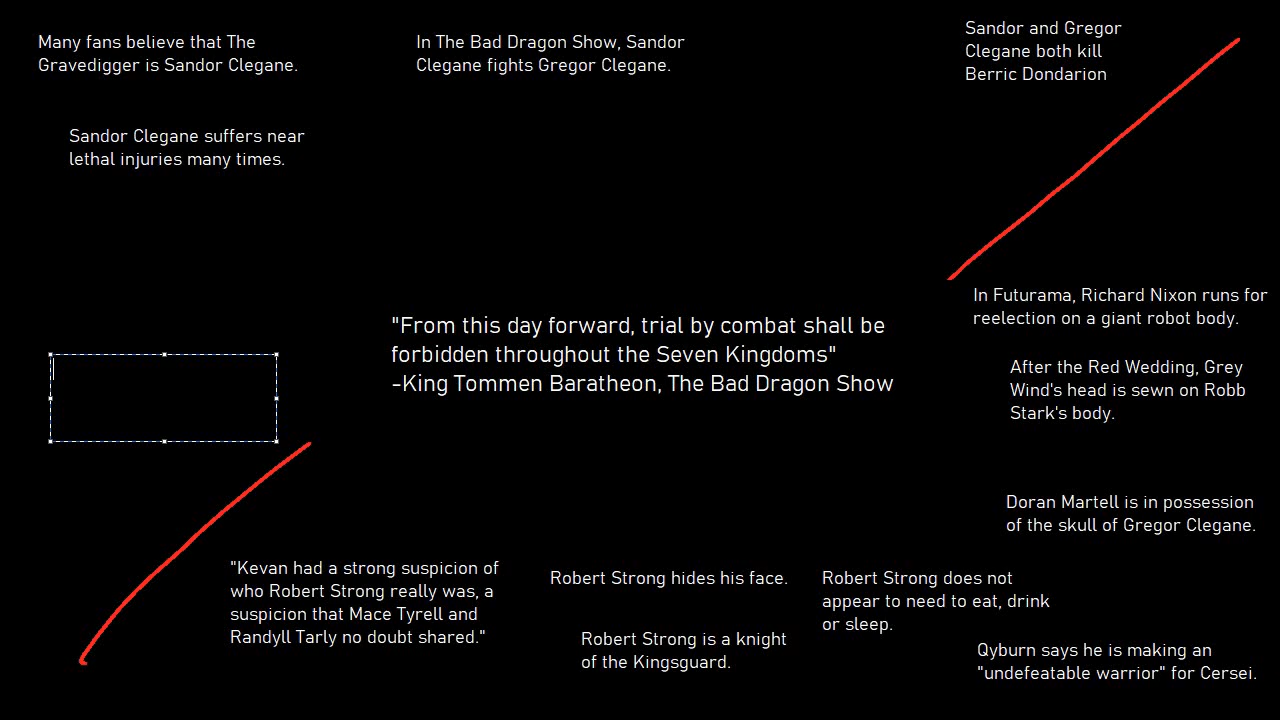 Many fans believe that The
Gravedigger is Sandor Clegane.
In The Bad Dragon Show, Sandor
Clegane fights Gregor Clegane.
Sandor and Gregor
Clegane both kill
Berric Dondarion
Sandor Clegane suffers near
lethal injuries many times.
In Futurama, Richard Nixon runs for
reelection on a giant robot body.
"From this day forward, trial by combat shall be
forbidden throughout the Seven Kingdoms"
-King Tommen Baratheon, The Bad Dragon Show
After the Red Wedding, Grey
Wind's head is sewn on Robb
Stark's body.
Doran Martell is in possession
of the skull of Gregor Clegane.
"Kevan had a strong suspicion of
who Robert Strong really was, a
suspicion that Mace Tyrell and
Randyll Tarly no doubt shared."
Robert Strong hides his face.
Robert Strong is a knight
of the Kingsguard.
Robert Strong does not
appear to need to eat, drink
or sleep.
Qyburn says he is making an
"undefeatable warrior" for Cersei.